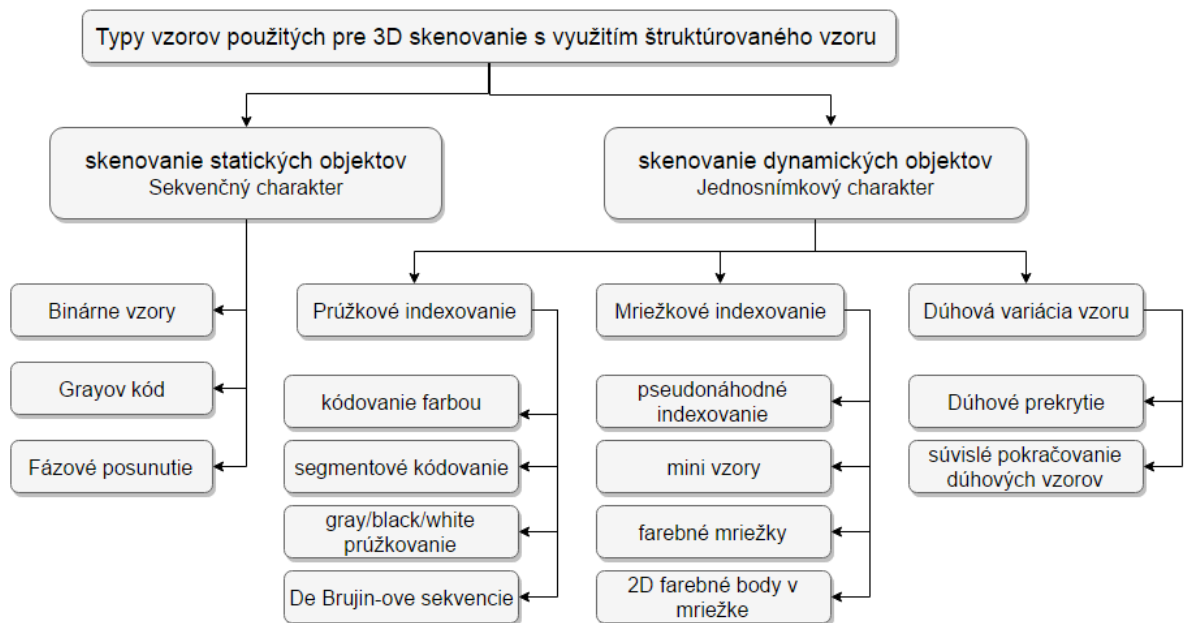 Typy vzorov použitých pre 3D skenovanie s využitím štruktúrovaného vzoru
skenovanie statických objektov
Sekvenčný charakter
skenovanie dynamických objektov
Jednosnímkový charakter
Binárne vzory
Grayov kód
Fázové posunutie
Prúžkové indexovanie
kódovanie farbou
segmentové kódovanie
gray/black/white
prúžkovanie
De Brujin-ove sekvencie
Mriežkové indexovanie
pseudonáhodné
indexovanie
mini vzory
farebné mriežky
2D farebné body v
mriežke
Dúhová variácia vzoru
Dúhové prekrytie
súvislé pokračovanie
dúhových vzorov